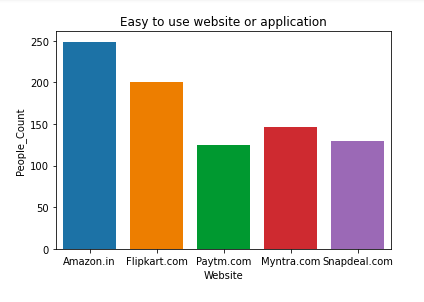 Easy to use website or application
250
200
150
100
50
0
People_Count
Amazon.in Flipkart.com Paytm.com Myntra.com Snapdeal.com
Website